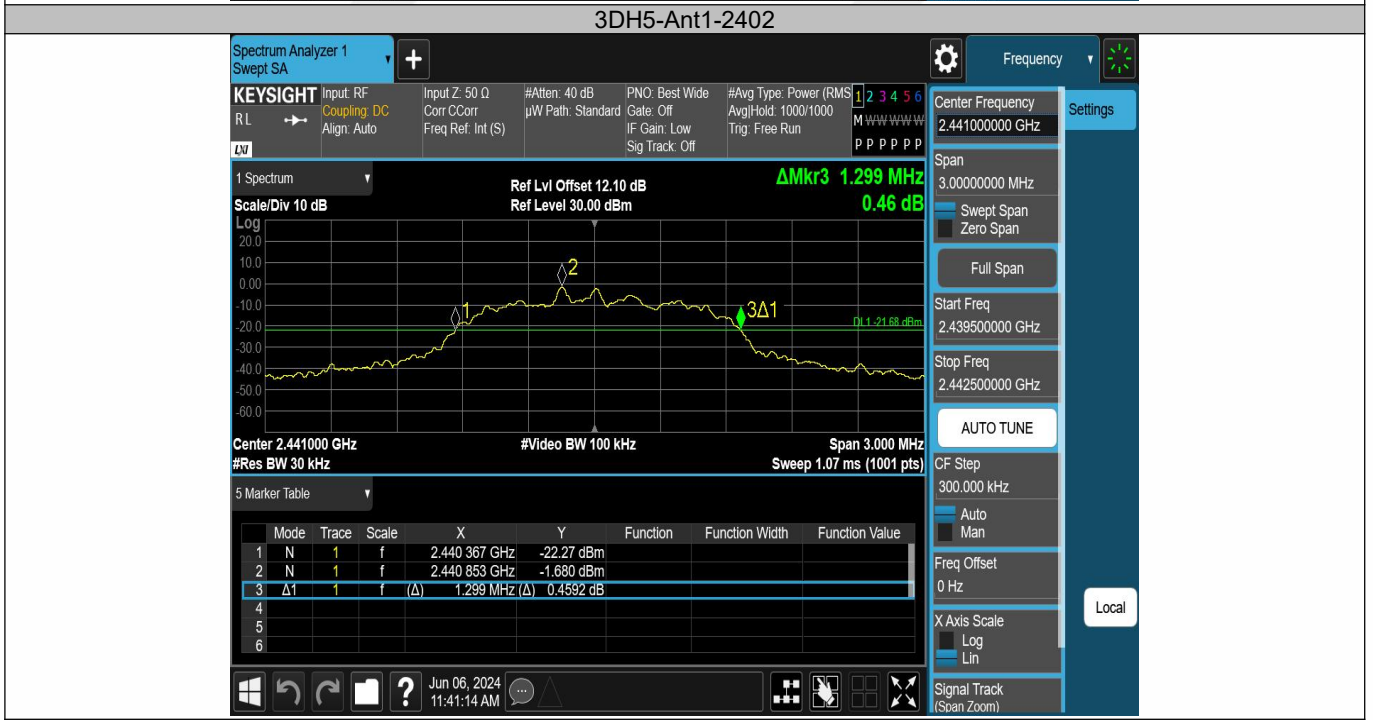 3DH5-Ant1-2402
Spectrum Analyzer 1
Swept SA
+
Frequency
KEYSIGHT
RL
LXI
Input: RF
Coupling: DC
Align: Auto
Input Z: 50 Ω
Corr CCorr
Freq Ref: Int (S)
#Atten: 40 dB
µW Path: Standard
PNO: Best Wide
Gate: Off
IF Gain: Low
Sig Track: Off
#Avg Type: Power (RMS
Avg|Hold: 1000/1000
Trig: Free Run
1 2 3 4 5 6
M W W W W W
P P P P P P
Center Frequency
2.441000000 GHz
Settings
Span
3.00000000 MHz
Swept Span
Zero Span
Full Span
Start Freq
2.439500000 GHz
Stop Freq
2.442500000 GHz
AUTO TUNE
CF Step
300.000 kHz
Auto
Man
Freq Offset
0 Hz
X Axis Scale
Log
Lin
Signal Track
(Span Zoom)
Local
1 Spectrum
Scale/Div 10 dB
Ref Lvl Offset 12.10 dB
Ref Level 30.00 dBm
ΔMkr3 1.299 MHz
0.46 dB
Log
20.0
10.0
0.00
-10.0
-20.0
-30.0
-40.0
-50.0
-60.0
1
2
3Δ1
DL1 -21.68 dBm
Center 2.441000 GHz
#Res BW 30 kHz
#Video BW 100 kHz
Span 3.000 MHz
Sweep 1.07 ms (1001 pts)
5 Marker Table
Mode Trace Scale X Y Function Function Width Function Value
1 N 1 f 2.440 367 GHz -22.27 dBm
2 N 1 f 2.440 853 GHz -1.680 dBm
3 Δ1 1 f (Δ) 1.299 MHz (Δ) 0.4592 dB
4
5
6
?
Jun 06, 2024
11:41:14 AM